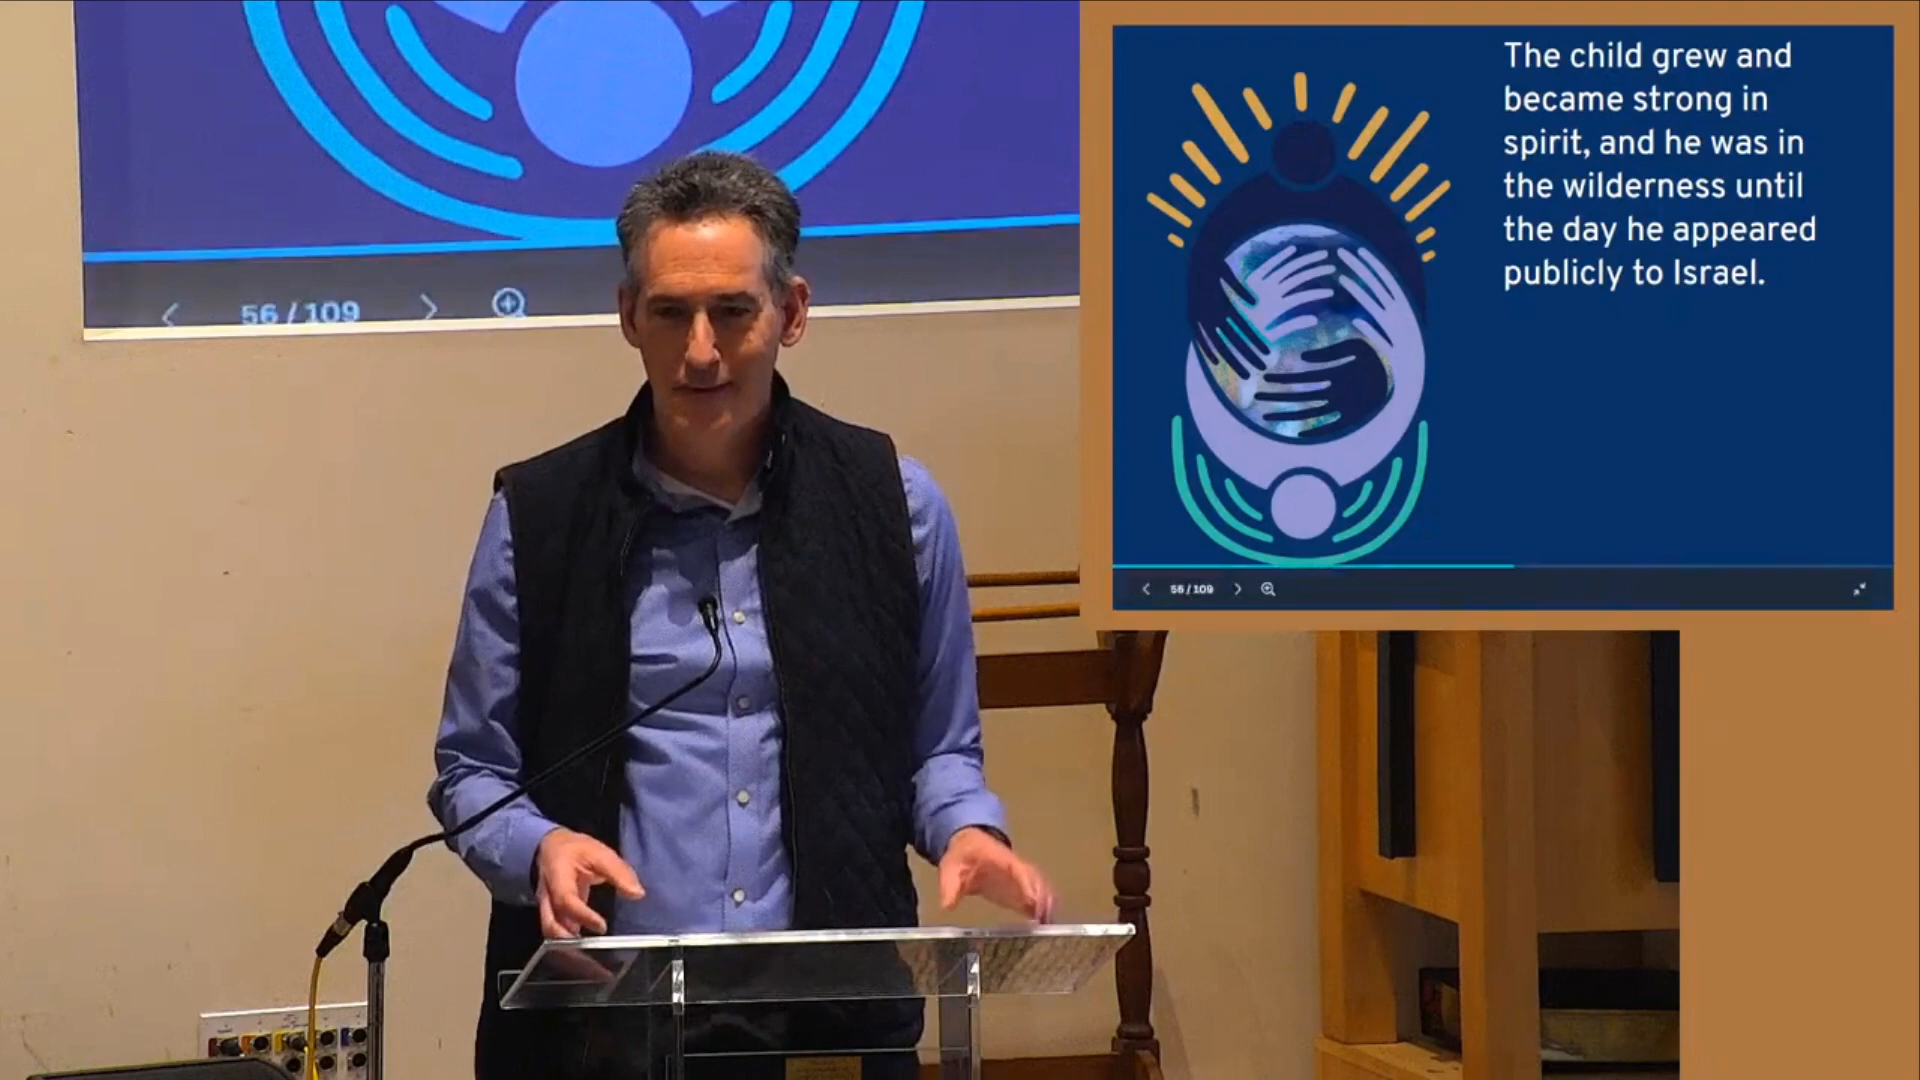 56 / 109
The child grew and
became strong in
spirit, and he was in
the wilderness until
the day he appeared
publicly to Israel.
56 / 109